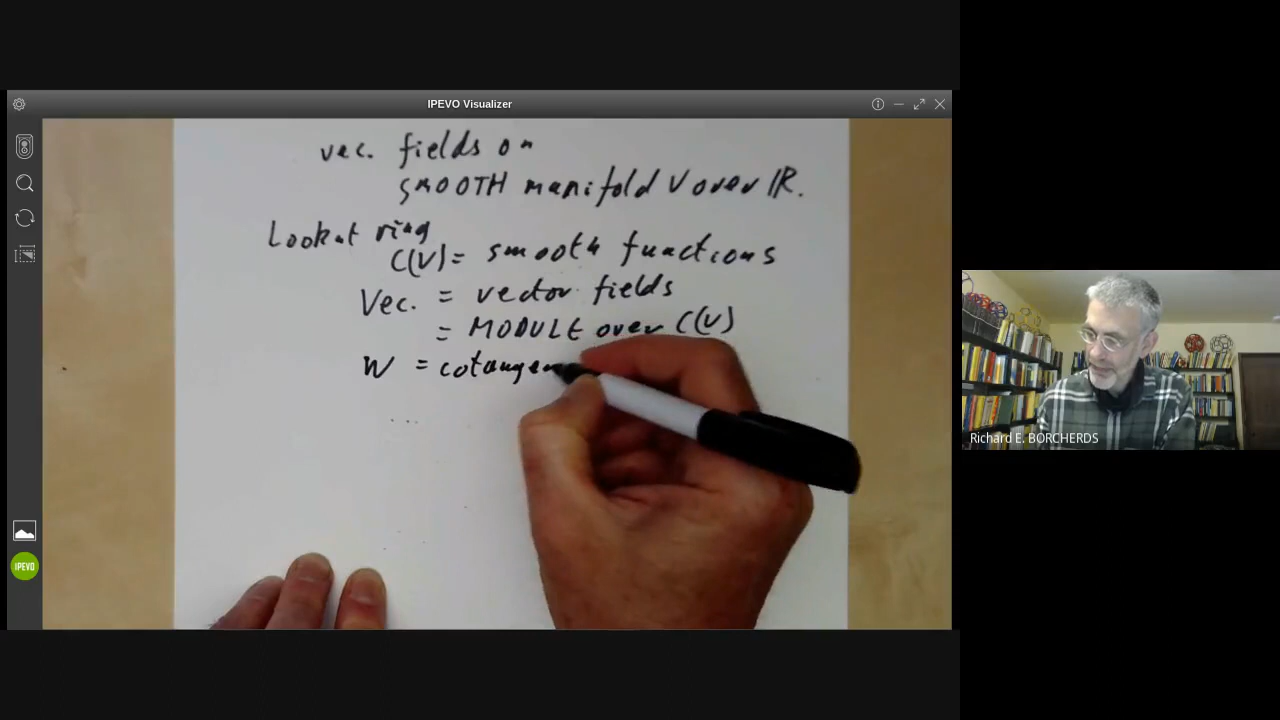 IPEVO Visualizer
vec. fields on
SMOOTH manifold V over IR.
Look at ring
C(V) = smooth functions
Vec. = vector fields
= MODULE over C(V)
W = cotangen
Richard E. BORCHERDS
IPEVO